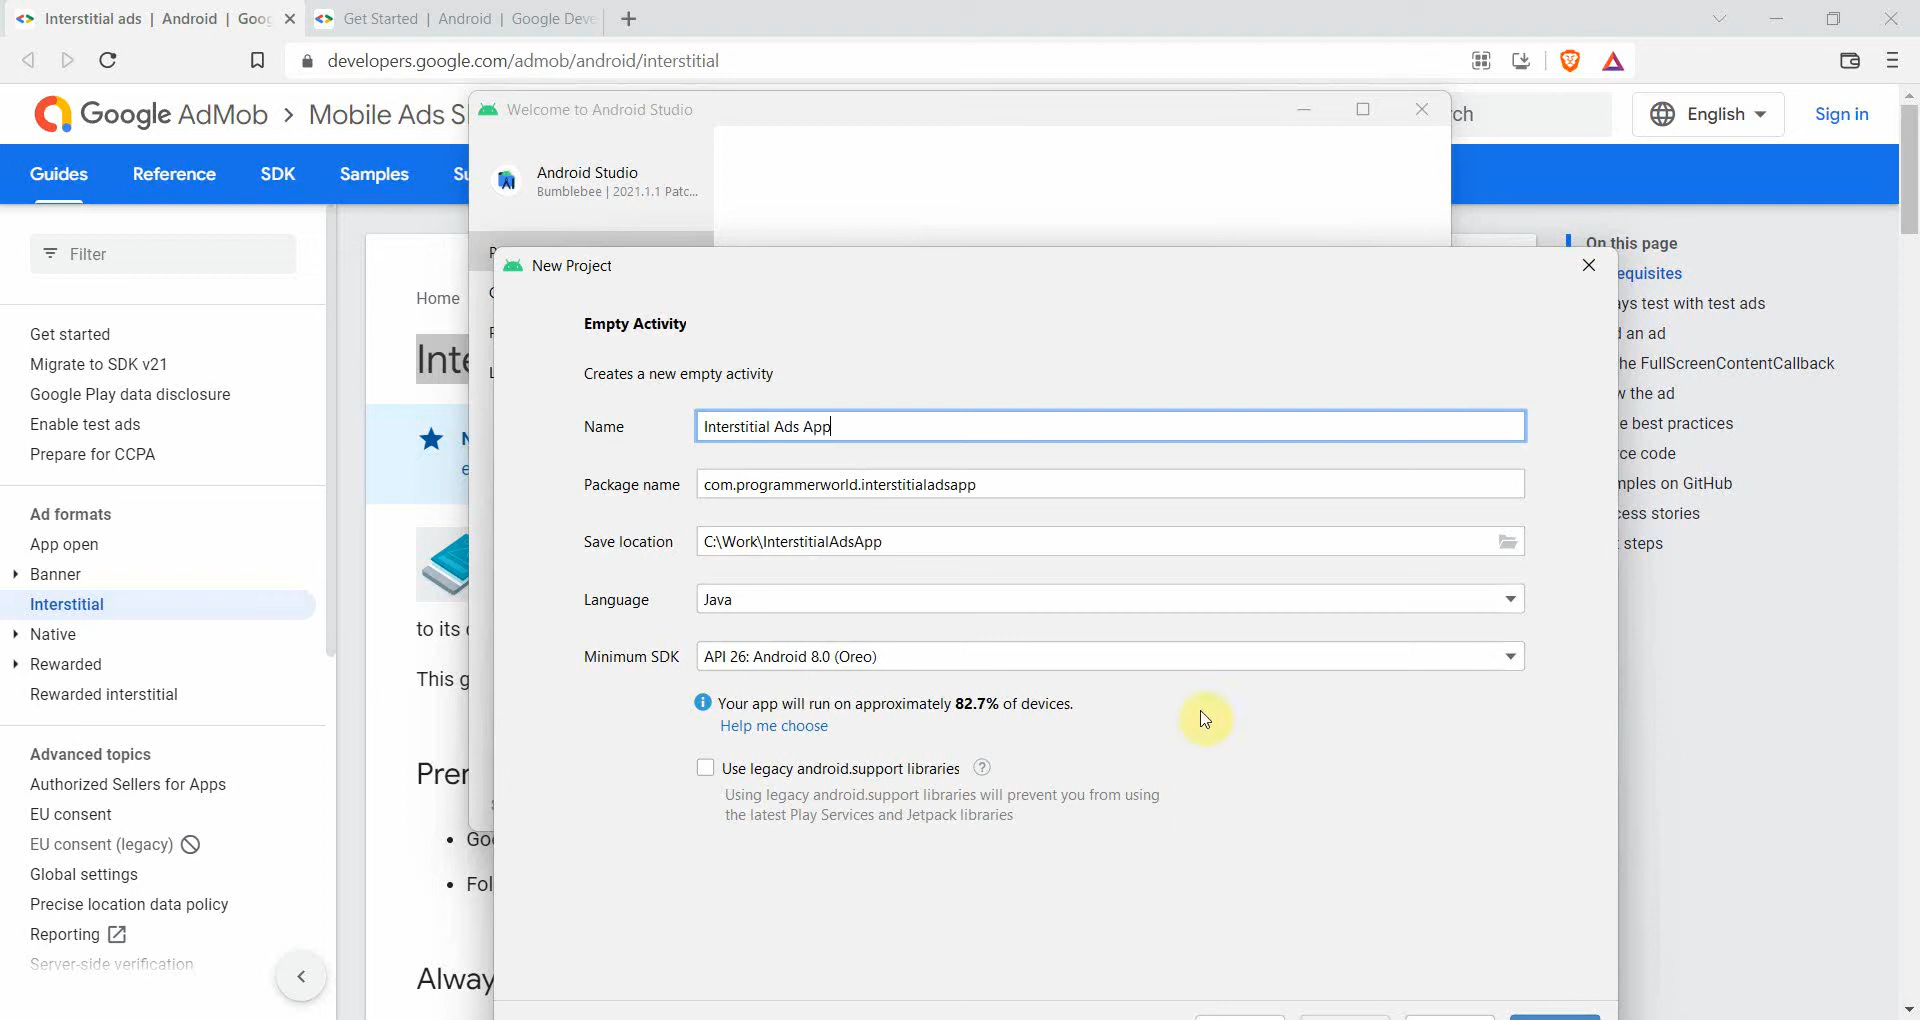 Interstitial ads | Android | Goog
Get Started | Android | Google Deve
developers.google.com/admob/android/interstitial
Google AdMob > Mobile Ads S
ch
English
Sign in
Guides
Reference
SDK
Samples
Su
Welcome to Android Studio
Android Studio
Bumblebee | 2021.1.1 Patc...
Filter
Get started
Migrate to SDK v21
Google Play data disclosure
Enable test ads
Prepare for CCPA
Ad formats
App open
Banner
Interstitial
Native
Rewarded
Rewarded interstitial
Advanced topics
Authorized Sellers for Apps
EU consent
EU consent (legacy)
Global settings
Precise location data policy
Reporting
Server-side verification
Home
Inte
to its
This g
Prer
Goo
Fol
Alway
New Project
Empty Activity
Creates a new empty activity
Name
Interstitial Ads App
Package name
com.programmerworld.interstitialadsapp
Save location
C:\Work\InterstitialAdsApp
Language
Java
Minimum SDK
API 26: Android 8.0 (Oreo)
Your app will run on approximately 82.7% of devices.
Help me choose
Use legacy android.support libraries ?
Using legacy android.support libraries will prevent you from using
the latest Play Services and Jetpack libraries
On this page
equisites
ays test with test ads
d an ad
he FullScreenContentCallback
w the ad
e best practices
ce code
mples on GitHub
cess stories
t steps